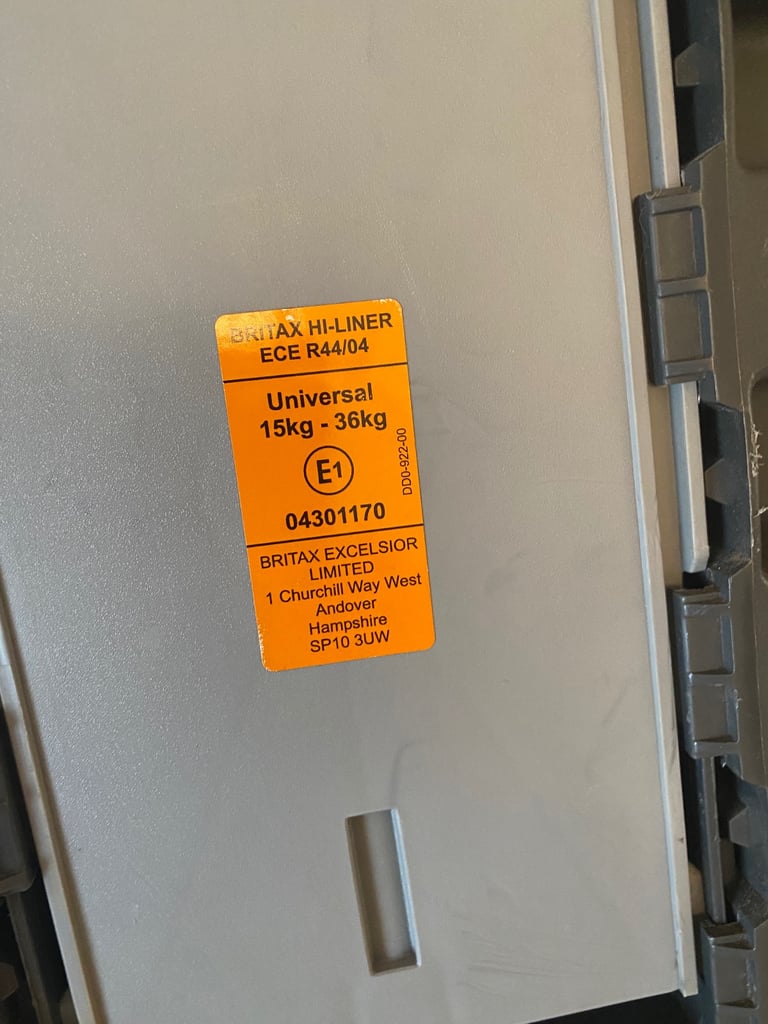 BRITAX HI-LINER
ECE R44/04
Universal
15kg - 36kg
E1
DD0-922-00
04301170
BRITAX EXCELSIOR
LIMITED
1 Churchill Way West
Andover
Hampshire
SP10 3UW